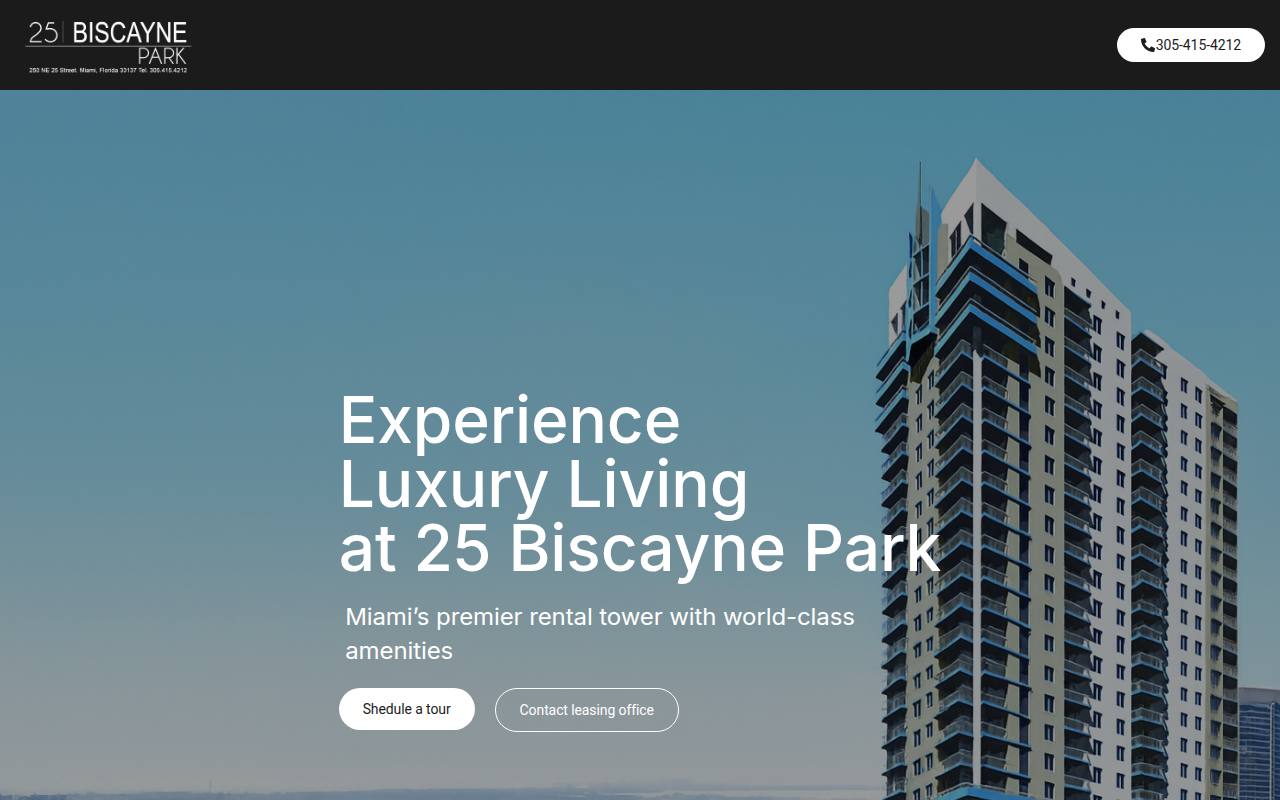 25 | BISCAYNE
PARK
250 NE 25 Street. Miami, Florida 33137 Tel. 305.415.4212
305-415-4212
Experience
Luxury Living
at 25 Biscayne Park
Miami’s premier rental tower with world-class
amenities
Shedule a tour
Contact leasing office